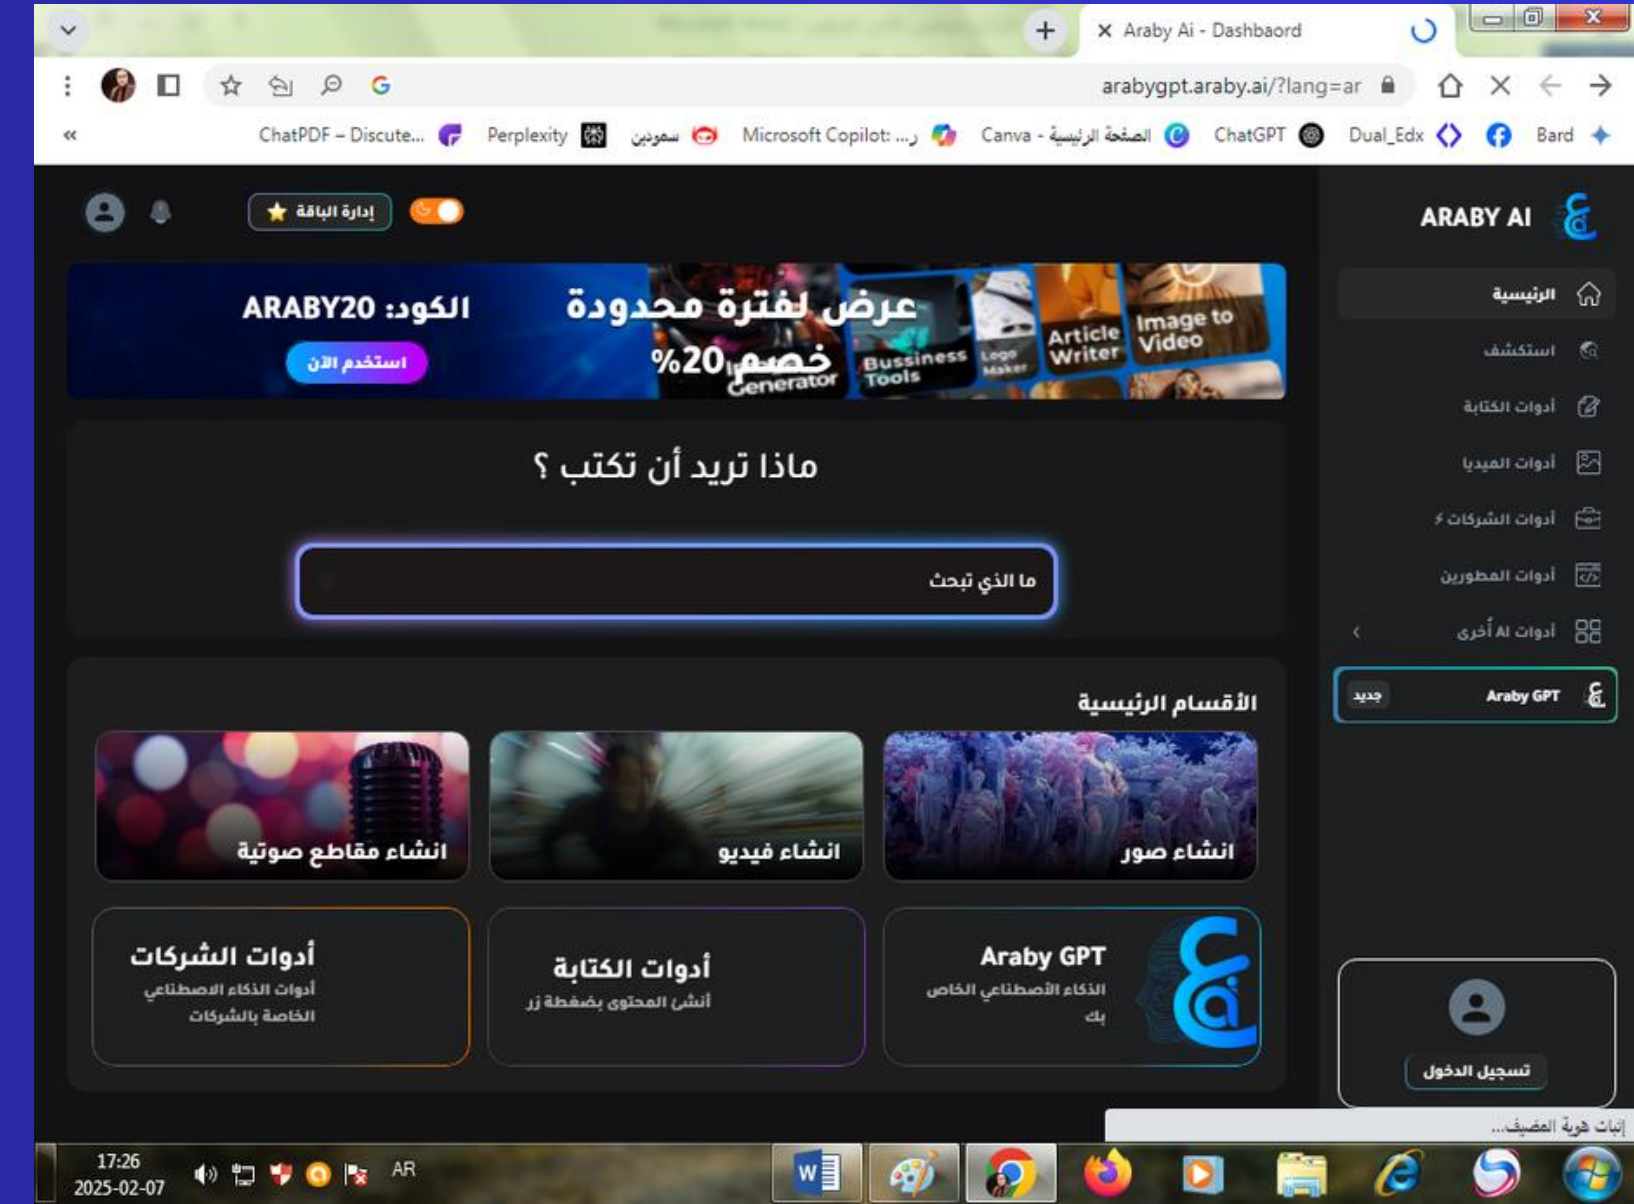 Araby Ai - Dashbaord
arabygpt.araby.ai/?lang=ar
Bard
Dual_Edx
ChatGPT
Canva - الصفحة الرئيسية
Microsoft Copilot: ...ر
سعودين
Perplexity
ChatPDF – Discute...
ARABY AI
الرئيسية
استكشف
أدوات الكتابة
أدوات الميديا
أدوات الشركات
أدوات المطورين
أدوات AI أخرى
Araby GPT
جديد
تسجيل الدخول
إدارة الباقة
عرض لفترة محدودة
خصم 20%
الكود: ARABY20
استخدم الآن
Image to Video
Article Writer
Logo Maker
Bussiness Tools
Generator
ماذا تريد أن تكتب ؟
ما الذي تبحث
الأقسام الرئيسية
انشاء صور
انشاء فيديو
انشاء مقاطع صوتية
Araby GPT
الذكاء الأصطناعي الخاص
بك
أدوات الكتابة
أنشئ المحتوى بضغطة زر
أدوات الشركات
أدوات الذكاء الاصطناعي
الخاصة بالشركات
إثبات هوية المضيف...
AR
17:26
2025-02-07